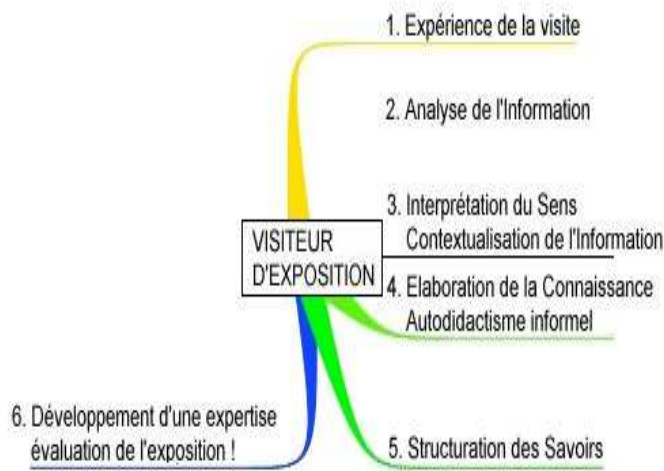 1. Expérience de la visite
2. Analyse de l'Information
3. Interprétation du Sens
Contextualisation de l'Information
VISITEUR
D'EXPOSITION
4. Elaboration de la Connaissance
Autodidactisme informel
6. Développement d'une expertise
évaluation de l'exposition !
5. Structuration des Savoirs